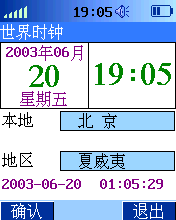 19:05
世界时钟
2003年06月
20
星期五
19:05
本地 北京
地区 夏威夷
2003-06-20 01:05:29
确认 退出